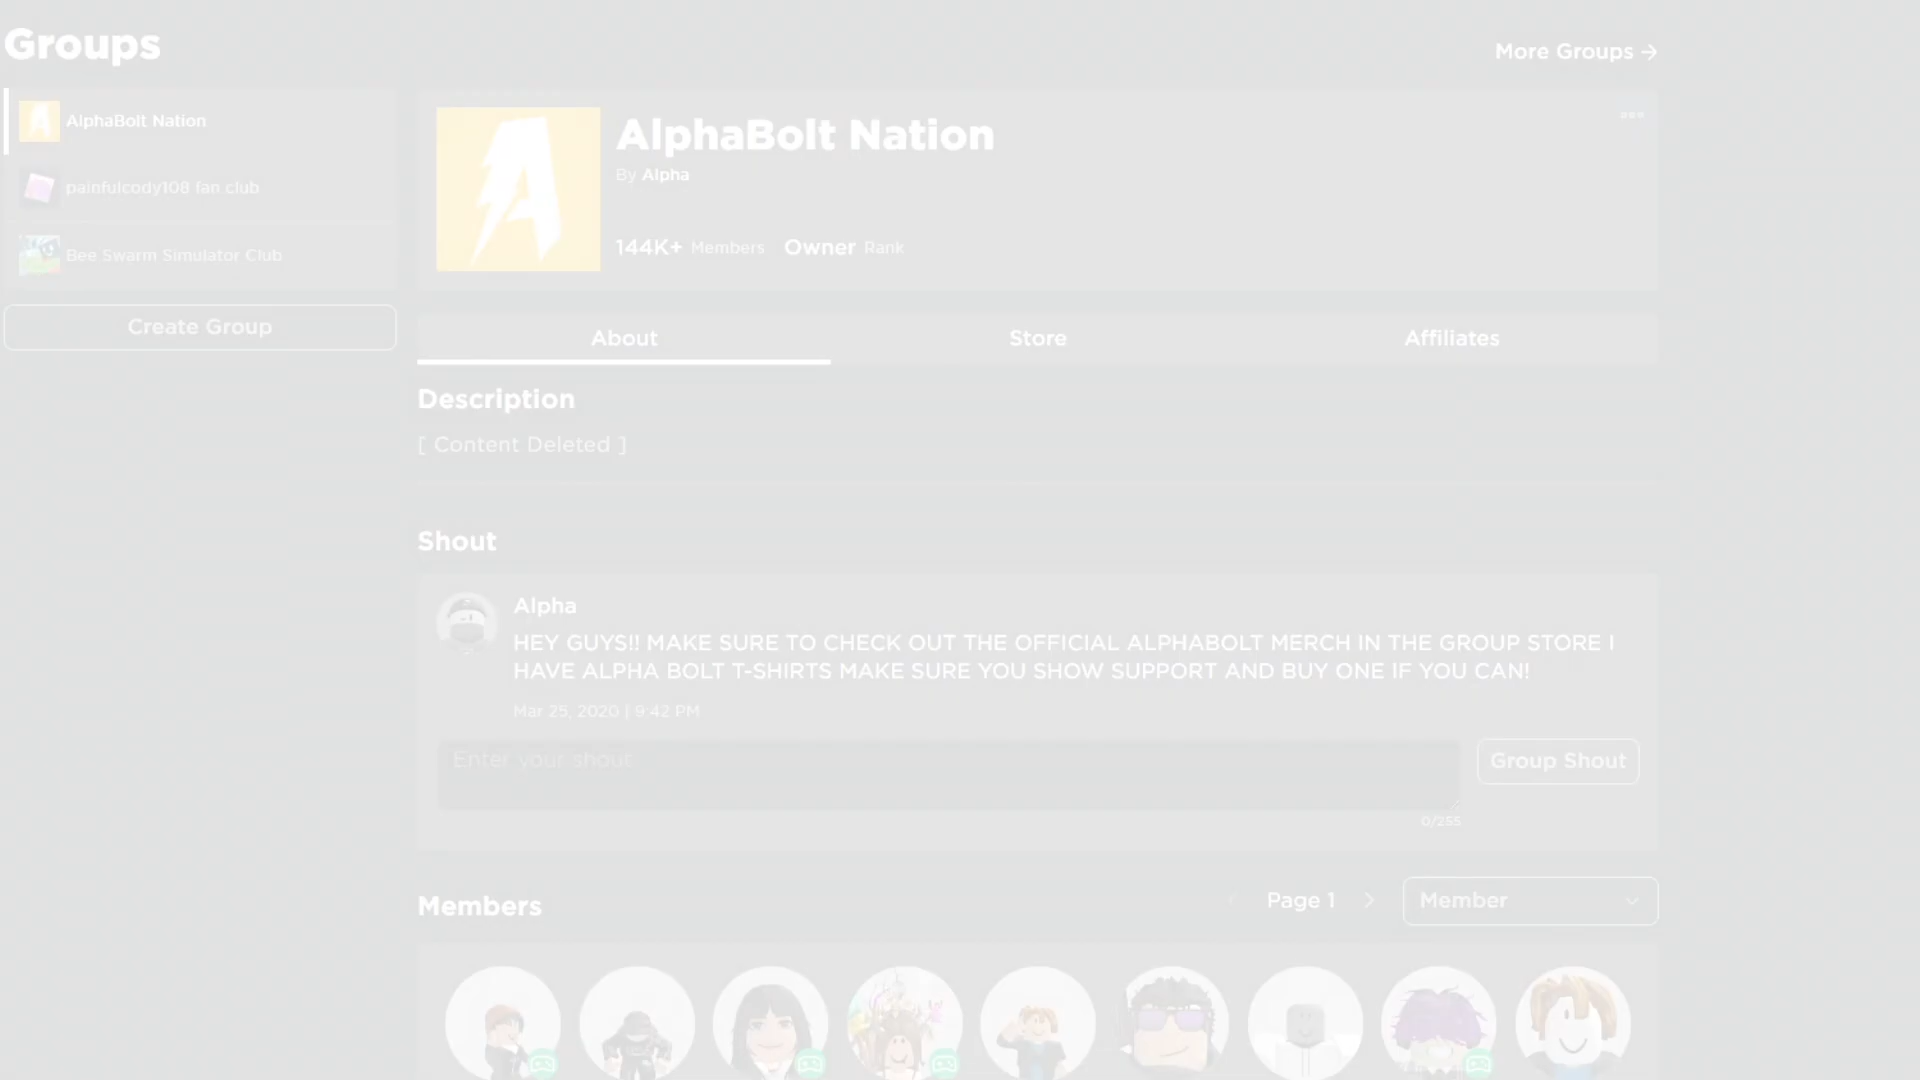 Groups
More Groups →
AlphaBolt Nation
painfulcody108 fan club
Bee Swarm Simulator Club
Create Group
AlphaBolt Nation
By Alpha
144K+ Members Owner Rank
About
Store
Affiliates
Description
[ Content Deleted ]
Shout
Alpha
HEY GUYS!! MAKE SURE TO CHECK OUT THE OFFICIAL ALPHABOLT MERCH IN THE GROUP STORE I
HAVE ALPHA BOLT T-SHIRTS MAKE SURE YOU SHOW SUPPORT AND BUY ONE IF YOU CAN!
Mar 25, 2020 | 9:42 PM
Enter your shout
Group Shout
0/255
Members
Page 1
Member